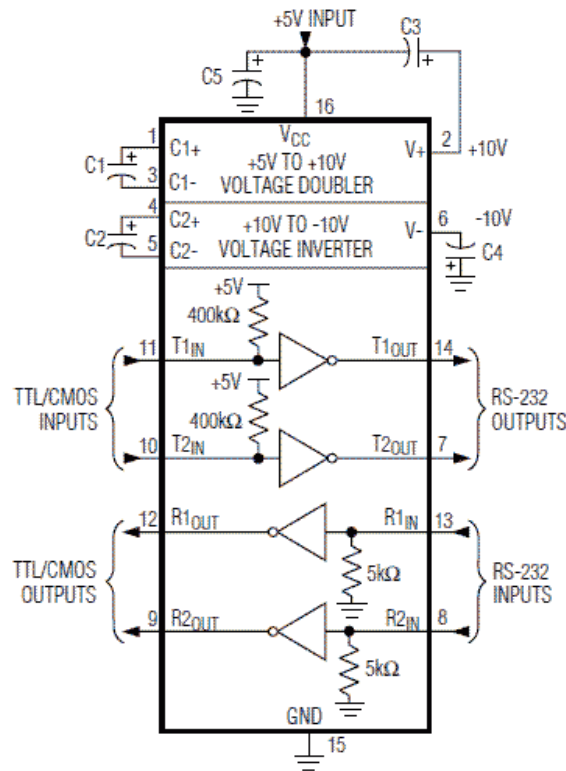 +5V INPUT
C3
+
C5
+
16
1
C1+
VCC
V+
2
+10V
C1
+
+5V TO +10V
VOLTAGE DOUBLER
3
C1-
4
C2+
C2
+
+10V TO -10V
VOLTAGE INVERTER
V-
6
-10V
5
C2-
C4
+
+5V
400kΩ
11
T1IN
T1OUT
14
TTL/CMOS
INPUTS
+5V
400kΩ
RS-232
OUTPUTS
10
T2IN
T2OUT
7
12
R1OUT
R1IN
13
TTL/CMOS
OUTPUTS
5kΩ
RS-232
INPUTS
9
R2OUT
R2IN
8
5kΩ
GND
15